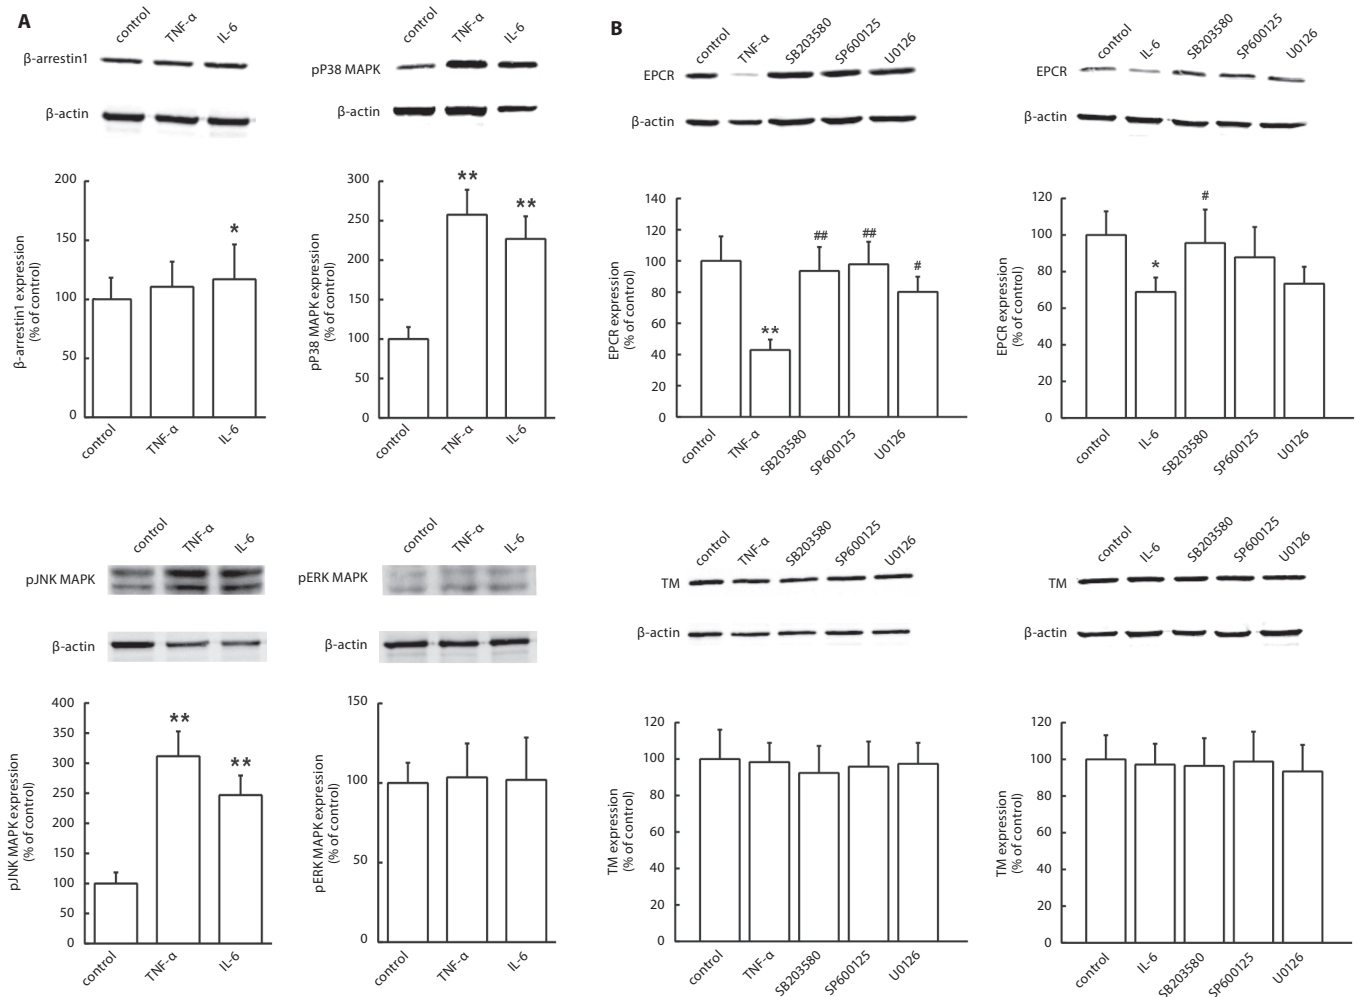 A
control
TNF-α
IL-6
β-arrestin1
β-actin
200
150
100
50
0
β-arrestin1 expression
(% of control)
*
control
TNF-α
IL-6
control
TNF-α
IL-6
pP38 MAPK
β-actin
300
250
200
150
100
50
0
pP38 MAPK expression
(% of control)
**
**
control
TNF-α
IL-6
control
TNF-α
IL-6
pJNK MAPK
β-actin
400
350
300
250
200
150
100
50
0
pJNK MAPK expression
(% of control)
**
**
control
TNF-α
IL-6
control
TNF-α
IL-6
pERK MAPK
β-actin
150
100
50
0
pERK MAPK expression
(% of control)
control
TNF-α
IL-6
B
control
TNF-α
SB203580
SP600125
U0126
EPCR
β-actin
140
120
100
80
60
40
20
0
EPCR expression
(% of control)
**
##
##
#
control
TNF-α
SB203580
SP600125
U0126
control
IL-6
SB203580
SP600125
U0126
EPCR
β-actin
120
100
80
60
40
20
0
EPCR expression
(% of control)
*
#
control
IL-6
SB203580
SP600125
U0126
control
TNF-α
SB203580
SP600125
U0126
TM
β-actin
120
100
80
60
40
20
0
TM expression
(% of control)
control
TNF-α
SB203580
SP600125
U0126
control
IL-6
SB203580
SP600125
U0126
TM
β-actin
120
100
80
60
40
20
0
TM expression
(% of control)
control
IL-6
SB203580
SP600125
U0126